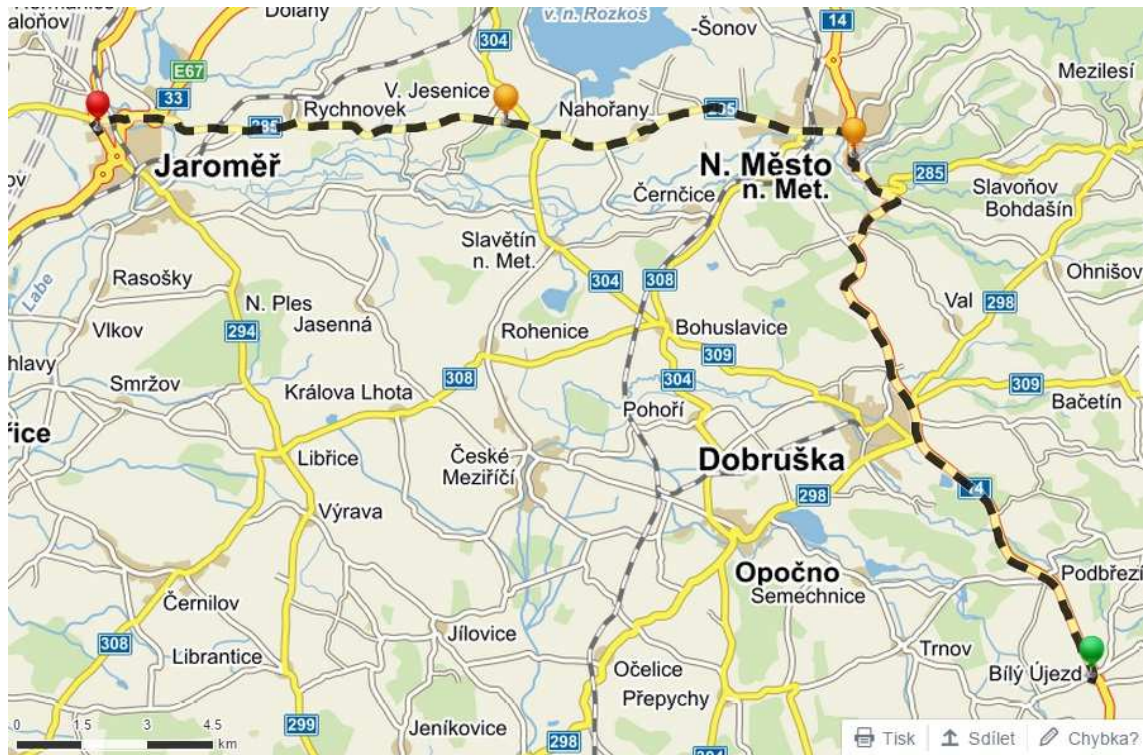 Dolany
v. n. Rozkoš
-Šonov
14
304
E67
33
V. Jesenice
Mezilesí
Rychnovek
Nahořany
285
285
Jaroměř
N. Město
n. Met.
285
Slavoňov
Bohdašín
Černčice
Slavětín
n. Met.
Rasošky
Labe
304
308
Ohnišov
N. Ples
Val
298
Vlkov
294
Jasenná
Rohenice
Bohuslavice
309
Smržov
308
304
309
Králova Lhota
Pohoří
Bačetín
Libřice
České
Meziříčí
Dobruška
14
298
Výrava
Opočno
Podbřezí
Semechnice
Černilov
Jílovice
Trnov
308
Librantice
Očelice
Bílý Újezd
Přepychy
0 1.5 3 4.5
km
299
Jeníkovice
298
304
Tisk
Sdílet
Chybka?